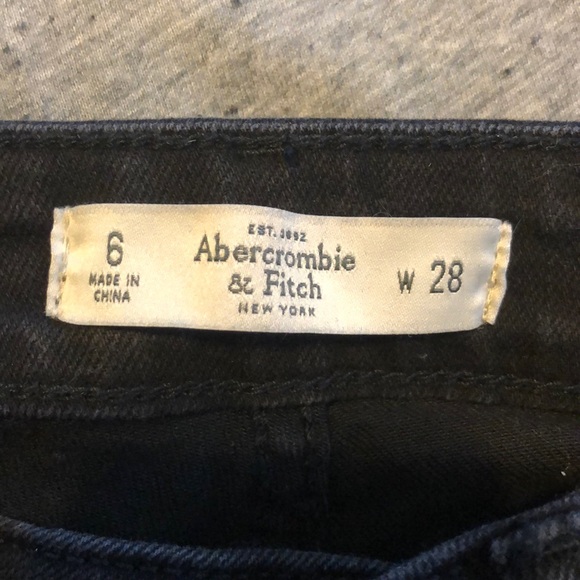 6
MADE IN
CHINA
EST. 1892
Abercrombie
& Fitch
NEW YORK
W 28